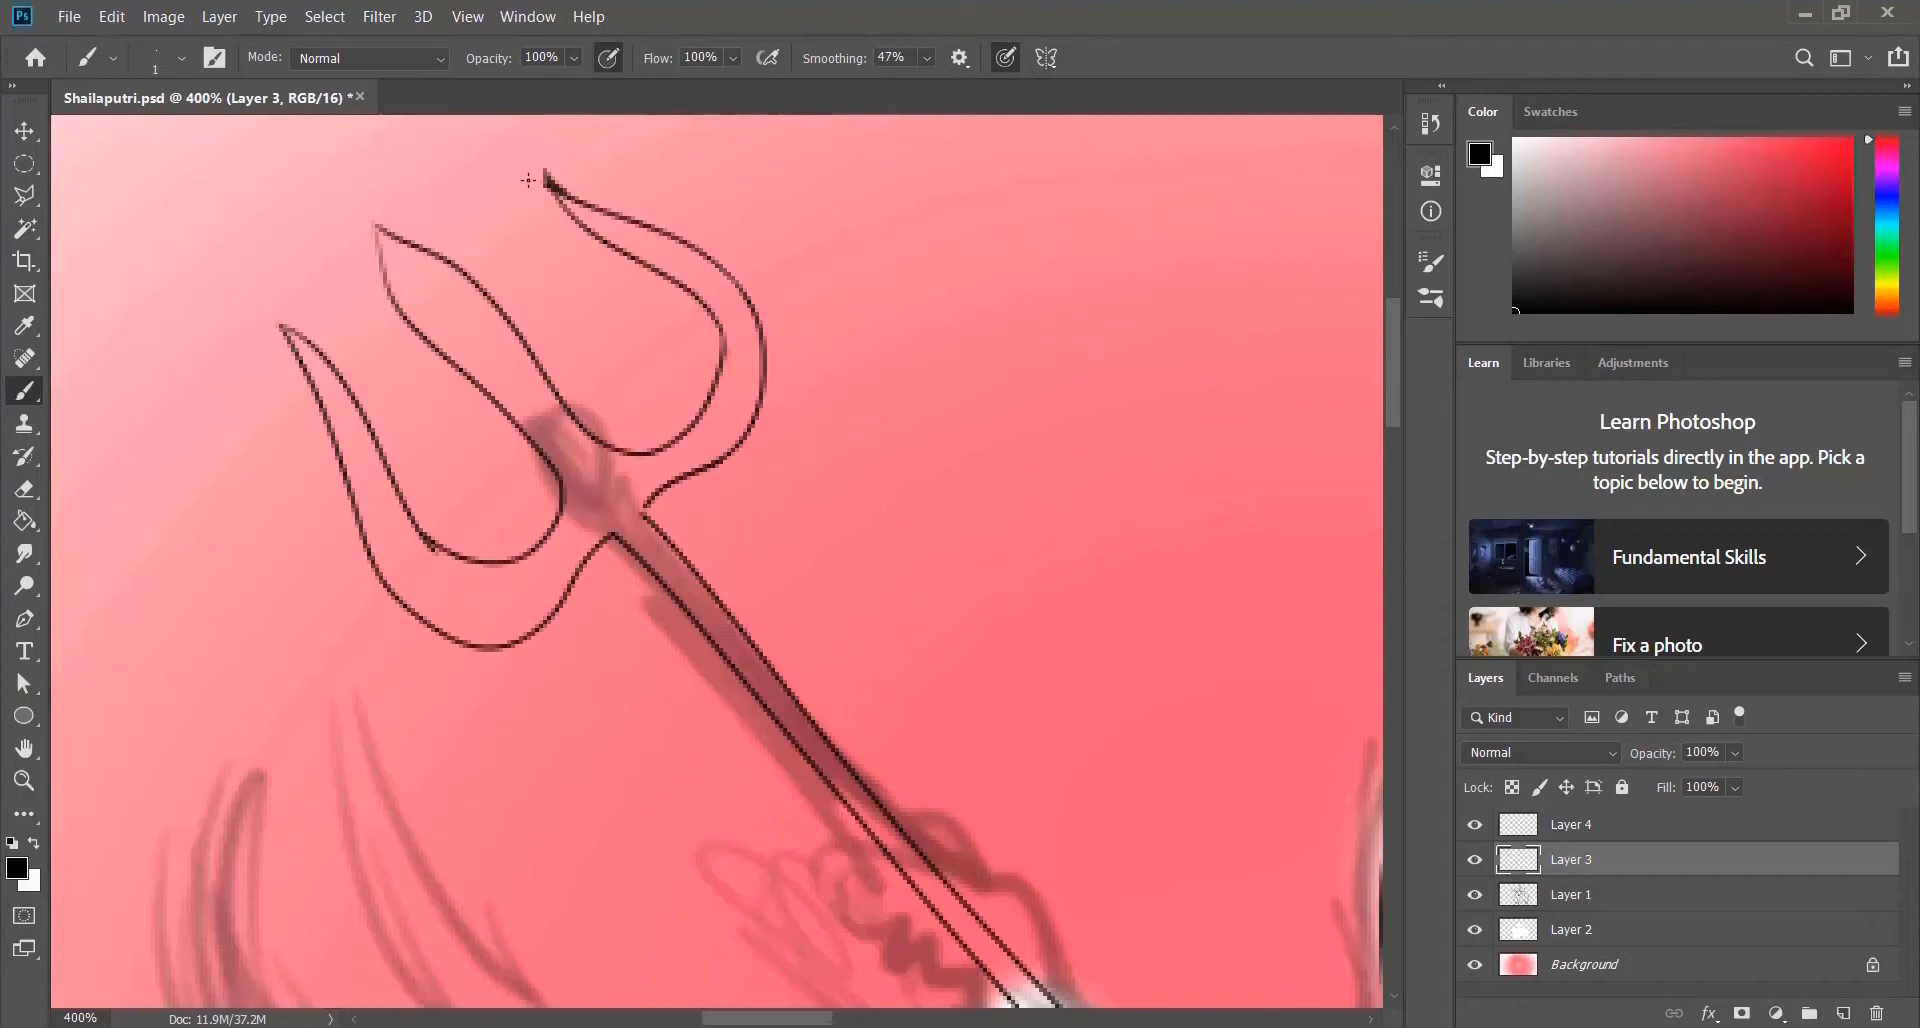 Ps File Edit Image Layer Type Select Filter 3D View Window Help
1 Mode: Normal Opacity: 100% Flow: 100% Smoothing: 47%
Shailaputri.psd @ 400% (Layer 3, RGB/16) *
Color Swatches
Learn Libraries Adjustments
Learn Photoshop
Step-by-step tutorials directly in the app. Pick a
topic below to begin.
Fundamental Skills
Fix a photo
Layers Channels Paths
Kind
Normal Opacity: 100%
Lock: Fill: 100%
Layer 4
Layer 3
Layer 1
Layer 2
Background
400% Doc: 11.9M/37.2M